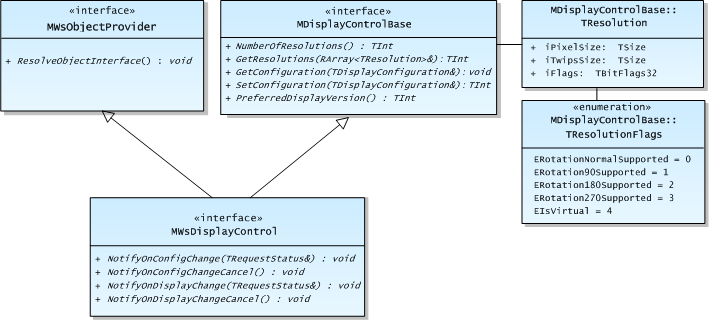 «interface»
MWsObjectProvider
+ ResolveObjectInterface() : void
«interface»
MDisplayControlBase
+ NumberOfResolutions() : TInt
+ GetResolutions(RArray<TResolution>&):TInt
+ GetConfiguration(TDisplayConfiguration&):void
+ SetConfiguration(TDisplayConfiguration&):TInt
+ PreferredDisplayVersion() : TInt
MDisplayControlBase::
TResolution
+ iPixelSize: TSize
+ iTwipsSize: TSize
+ iFlags: TBitFlags32
«enumeration»
MDisplayControlBase::
TResolutionFlags
ERotationNormalSupported = 0
ERotation90Supported = 1
ERotation180Supported = 2
ERotation270Supported = 3
EIsVirtual = 4
«interface»
MWsDisplayControl
+ NotifyOnConfigChange(TRequestStatus&) : void
+ NotifyOnConfigChangeCancel() : void
+ NotifyOnDisplayChange(TRequestStatus&) : void
+ NotifyOnDisplayChangeCancel() : void